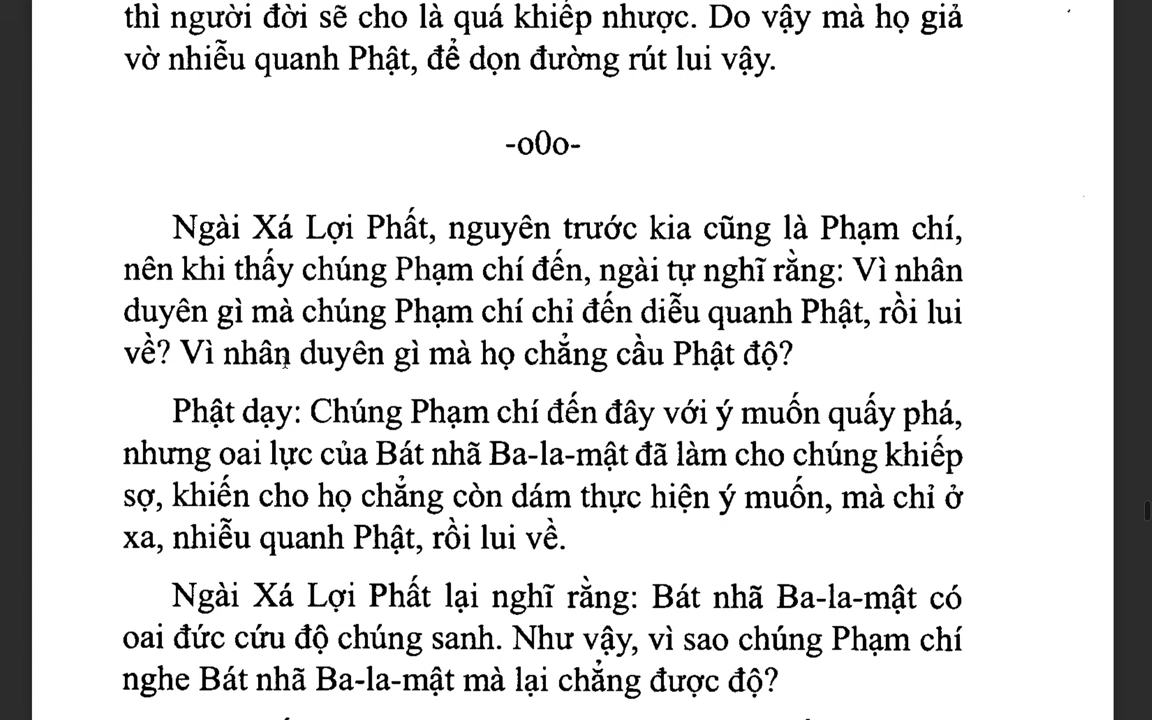 thì người đời sẽ cho là quá khiếp nhược. Do vậy mà họ giả
vờ nhiễu quanh Phật, để dọn đường rút lui vậy.
-o0o-
Ngài Xá Lợi Phất, nguyên trước kia cũng là Phạm chí,
nên khi thấy chúng Phạm chí đến, ngài tự nghĩ rằng: Vì nhân
duyên gì mà chúng Phạm chí chỉ đến diễu quanh Phật, rồi lui
về? Vì nhân duyên gì mà họ chẳng cầu Phật độ?
Phật dạy: Chúng Phạm chí đến đây với ý muốn quấy phá,
nhưng oai lực của Bát nhã Ba-la-mật đã làm cho chúng khiếp
sợ, khiến cho họ chẳng còn dám thực hiện ý muốn, mà chỉ ở
xa, nhiễu quanh Phật, rồi lui về.
Ngài Xá Lợi Phất lại nghĩ rằng: Bát nhã Ba-la-mật có
oai đức cứu độ chúng sanh. Như vậy, vì sao chúng Phạm chí
nghe Bát nhã Ba-la-mật mà lại chẳng được độ?